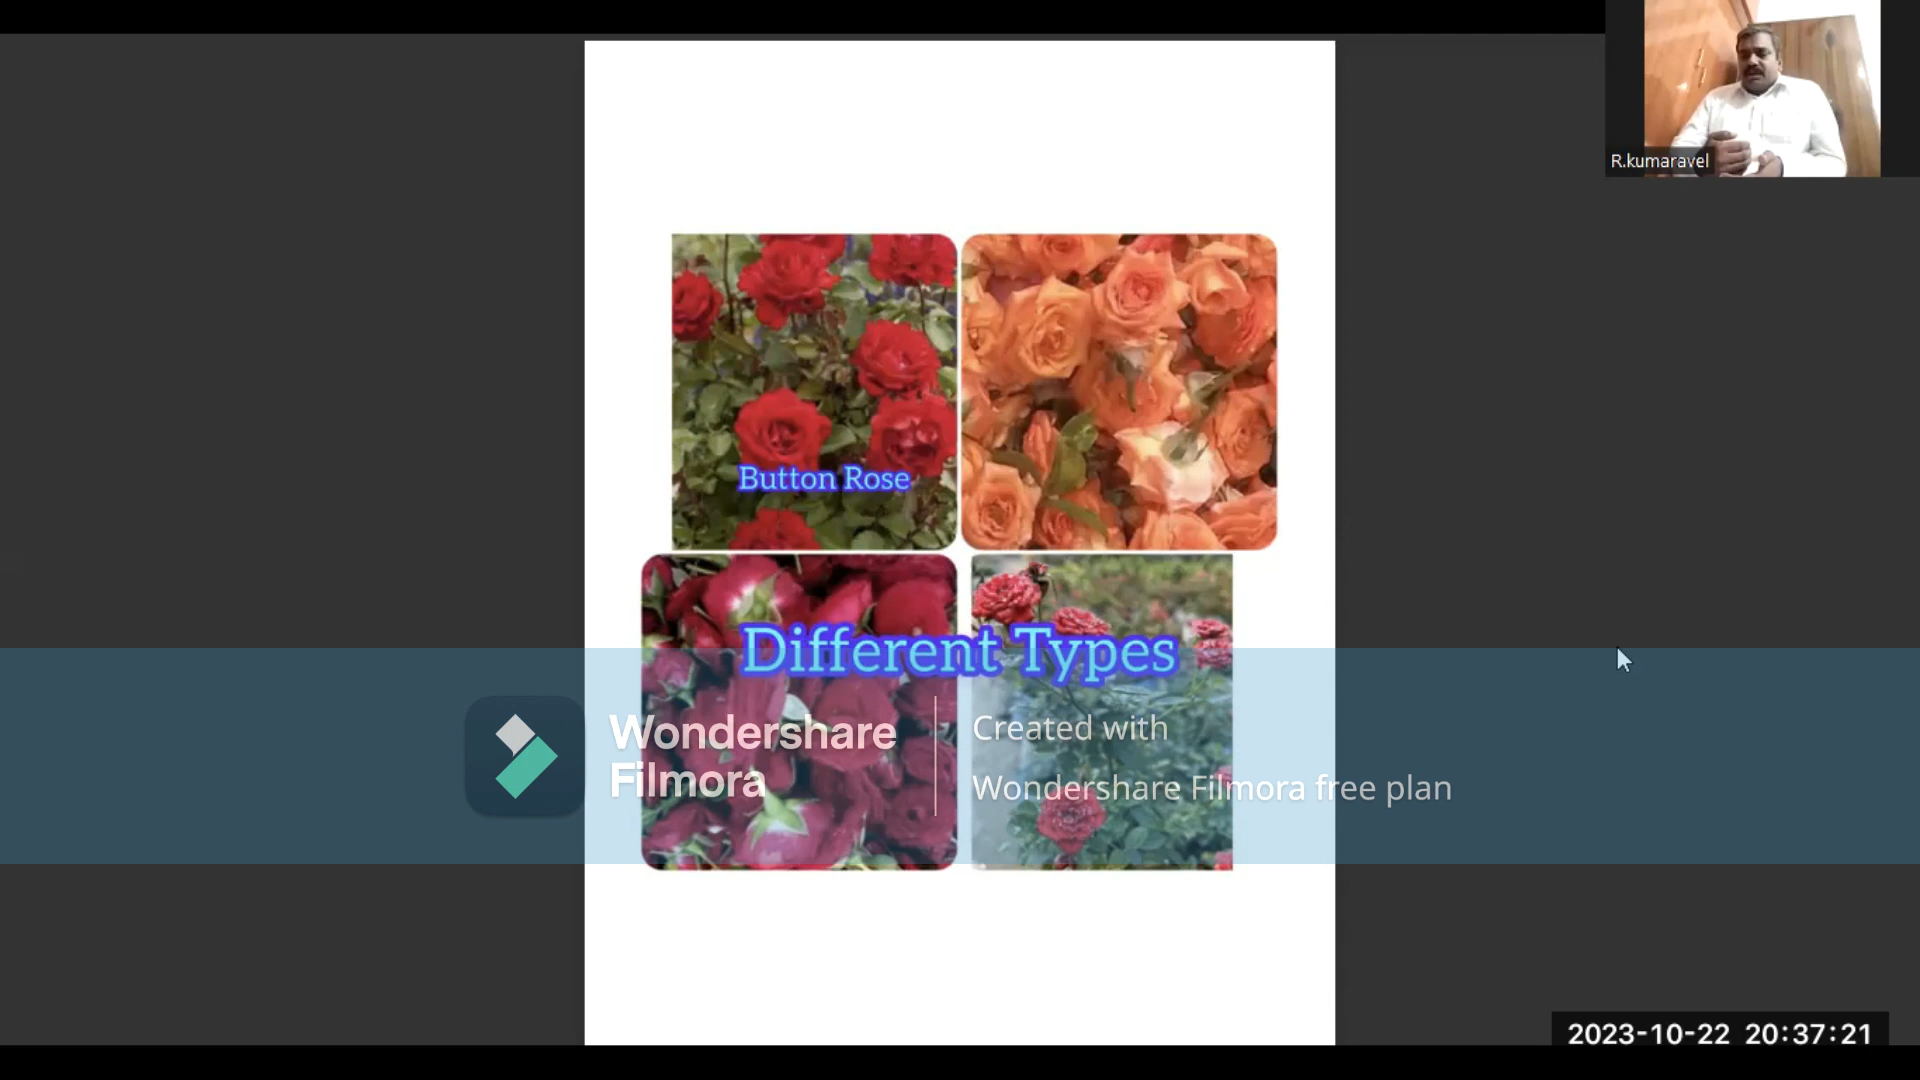 R.kumaravel
Button Rose
Different Types
Wondershare
Filmora
Created with
Wondershare Filmora free plan
2023-10-22 20:37:21